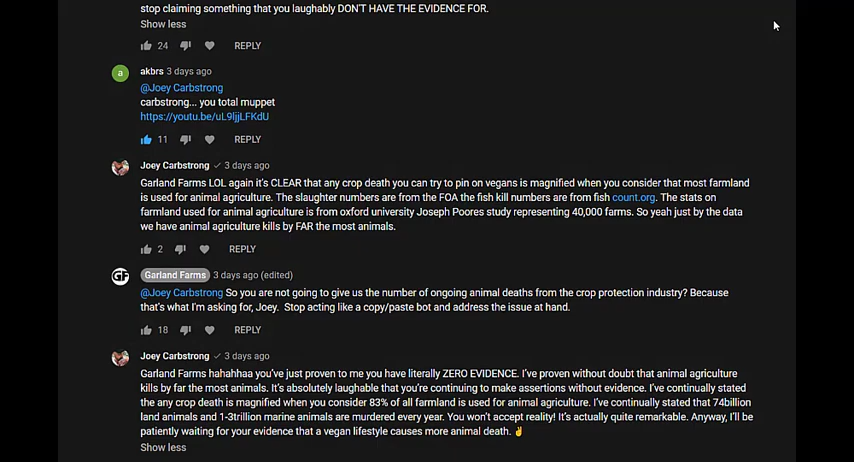 stop claiming something that you laughably DON'T HAVE THE EVIDENCE FOR.
Show less
24 REPLY
a akbrs 3 days ago
@Joey Carbstrong
carbstrong... you total muppet
https://youtu.be/uL9ljjLFKdU
11 REPLY
Joey Carbstrong 3 days ago
Garland Farms LOL again it's CLEAR that any crop death you can try to pin on vegans is magnified when you consider that most farmland
is used for animal agriculture. The slaughter numbers are from the FOA the fish kill numbers are from fish count.org. The stats on
farmland used for animal agriculture is from oxford university Joseph Poores study representing 40,000 farms. So yeah just by the data
we have animal agriculture kills by FAR the most animals.
2 REPLY
GF Garland Farms 3 days ago (edited)
@Joey Carbstrong So you are not going to give us the number of ongoing animal deaths from the crop protection industry? Because
that's what I'm asking for, Joey. Stop acting like a copy/paste bot and address the issue at hand.
18 REPLY
Joey Carbstrong 3 days ago
Garland Farms hahahhaa you've just proven to me you have literally ZERO EVIDENCE. I've proven without doubt that animal agriculture
kills by far the most animals. It's absolutely laughable that you're continuing to make assertions without evidence. I've continually stated
the any crop death is magnified when you consider 83% of all farmland is used for animal agriculture. I've continually stated that 74billion
land animals and 1-3trillion marine animals are murdered every year. You won't accept reality! It's actually quite remarkable. Anyway, I'll be
patiently waiting for your evidence that a vegan lifestyle causes more animal death. ✌
Show less